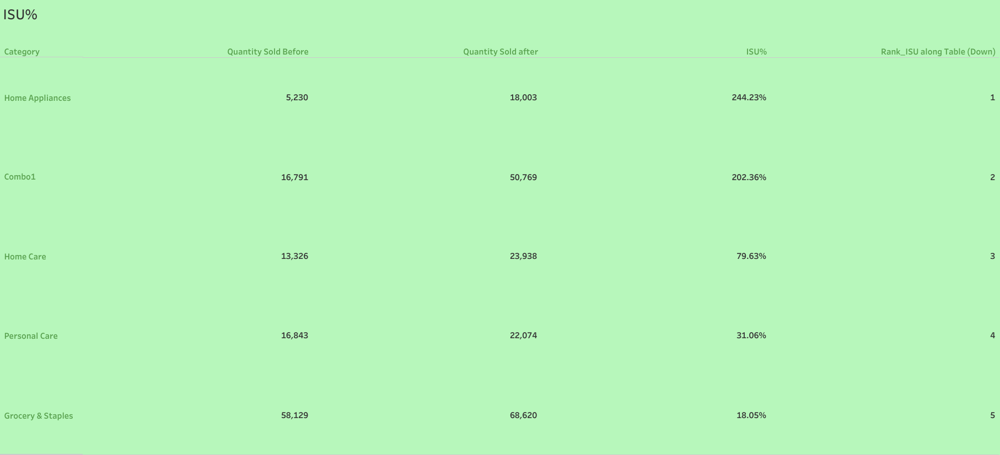 ISU%
Category Quantity Sold Before Quantity Sold after ISU% Rank_ISU along Table (Down)
Home Appliances 5,230 18,003 244.23% 1
Combo1 16,791 50,769 202.36% 2
Home Care 13,326 23,938 79.63% 3
Personal Care 16,843 22,074 31.06% 4
Grocery & Staples 58,129 68,620 18.05% 5